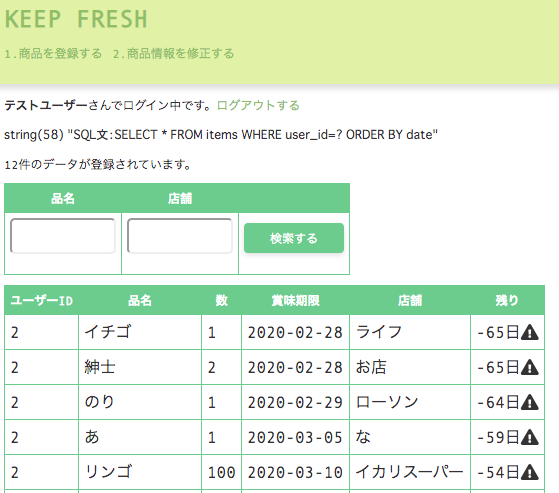 KEEP FRESH
1.商品を登録する 2.商品情報を修正する
テストユーザーさんでログイン中です。ログアウトする
string(58) "SQL文:SELECT * FROM items WHERE user_id=? ORDER BY date"
12件のデータが登録されています。
品名 店舗
検索する
ユーザーID 品名 数 賞味期限 店舗 残り
2 イチゴ 1 2020-02-28 ライフ -65日
2 紳士 2 2020-02-28 お店 -65日
2 のり 1 2020-02-29 ローソン -64日
2 あ 1 2020-03-05 な -59日
2 リンゴ 100 2020-03-10 イカリスーパー -54日